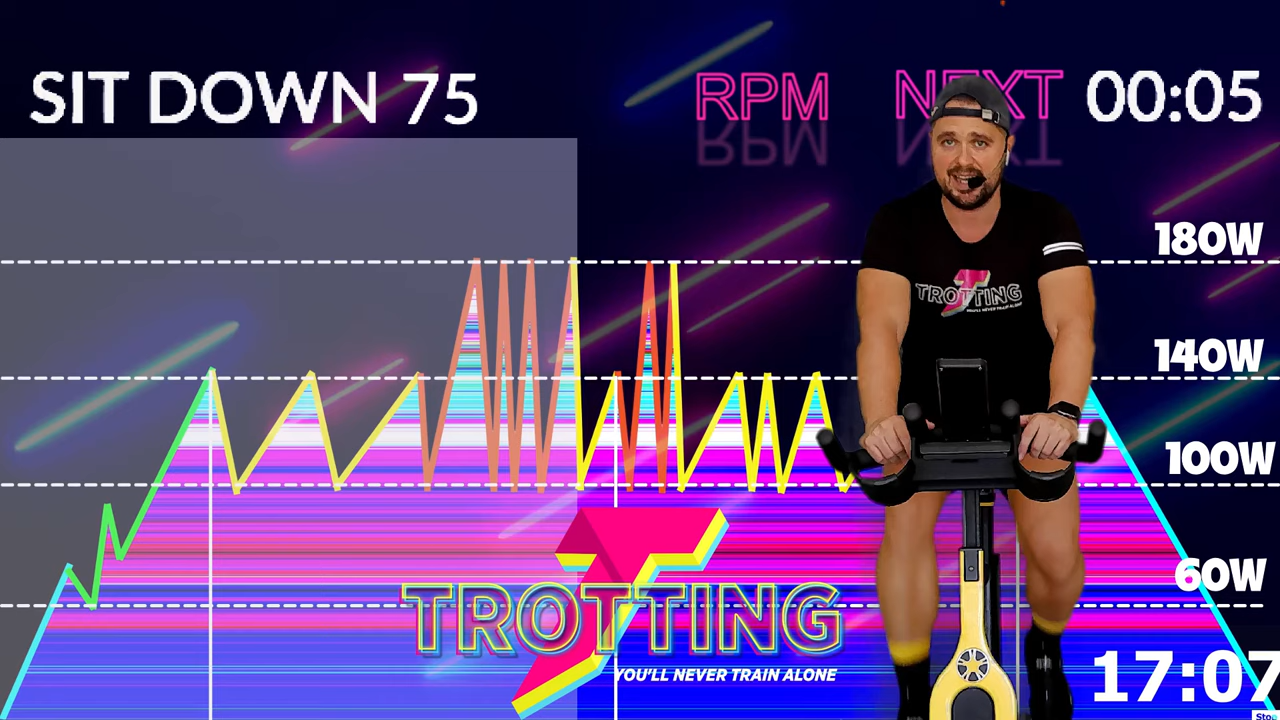 SIT DOWN 75 RPM NEXT 00:05
180W
TROTTING
140W
100W
60W
TROTTING
YOU'LL NEVER TRAIN ALONE
17:07